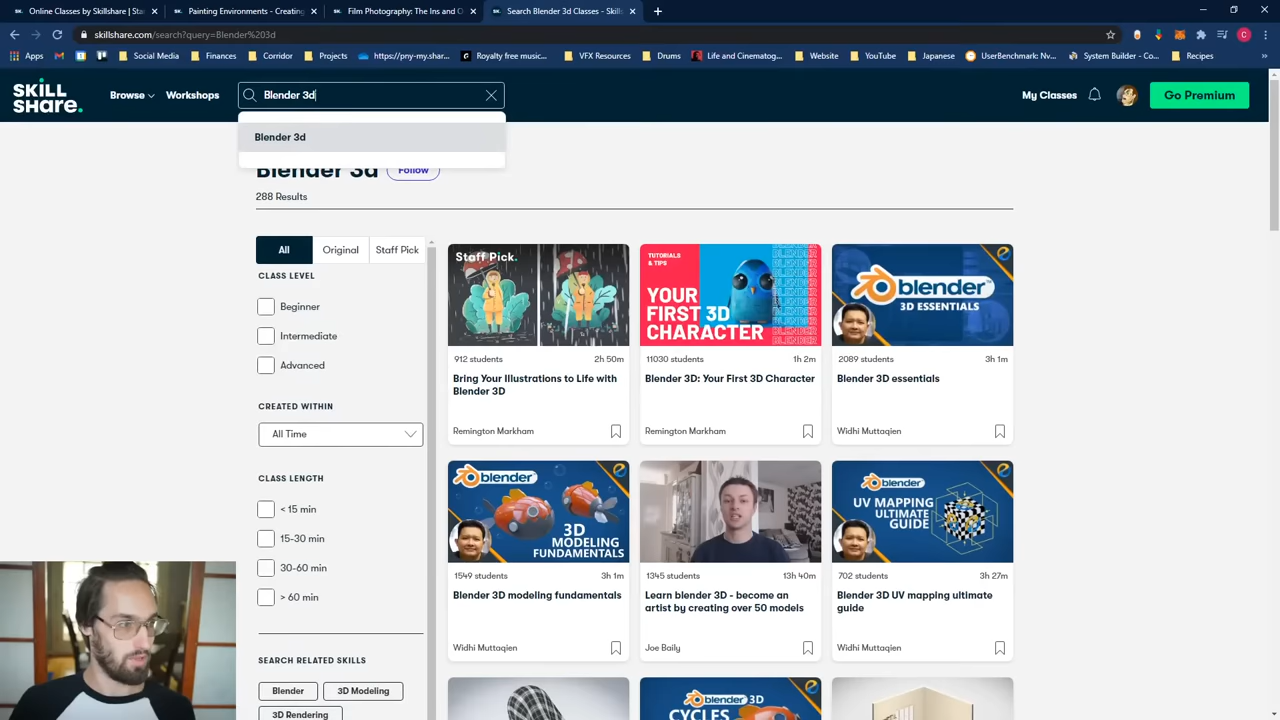 Online Classes by Skillshare | Sta
Painting Environments - Canvas
Film Photography: The Ins and O
Search Blender 3d Classes - Skills
skillshare.com/search?query=Blender%203d
Apps
Social Media
Finances
Corridor
Projects
https://pny-my.shar...
Royalty free music...
VFX Resources
Drums
Life and Cinematog...
Website
YouTube
Japanese
UserBenchmark: Nv...
System Builder - Co...
Recipes
SKILL
SHARE.
Browse
Workshops
Blender 3d
My Classes
Go Premium
Blender 3d
Blender 3d
Follow
288 Results
All
Original
Staff Pick
CLASS LEVEL
Beginner
Intermediate
Advanced
CREATED WITHIN
All Time
CLASS LENGTH
< 15 min
15-30 min
30-60 min
> 60 min
SEARCH RELATED SKILLS
Blender
3D Modeling
3D Rendering
Staff Pick.
912 students
2h 50m
Bring Your Illustrations to Life with
Blender 3D
Remington Markham
TUTORIALS
& TIPS
YOUR
FIRST 3D
CHARACTER
BLENDER
11030 students
1h 2m
Blender 3D: Your First 3D Character
Remington Markham
blender
3D ESSENTIALS
2089 students
3h 1m
Blender 3D essentials
Widhi Muttaqien
blender
3D
MODELING
FUNDAMENTALS
1549 students
3h 1m
Blender 3D modeling fundamentals
Widhi Muttaqien
1345 students
13h 40m
Learn blender 3D - become an
artist by creating over 50 models
Joe Baily
blender
UV MAPPING
ULTIMATE
GUIDE
702 students
3h 27m
Blender 3D UV mapping ultimate
guide
Widhi Muttaqien
blender 3D
CYCLES